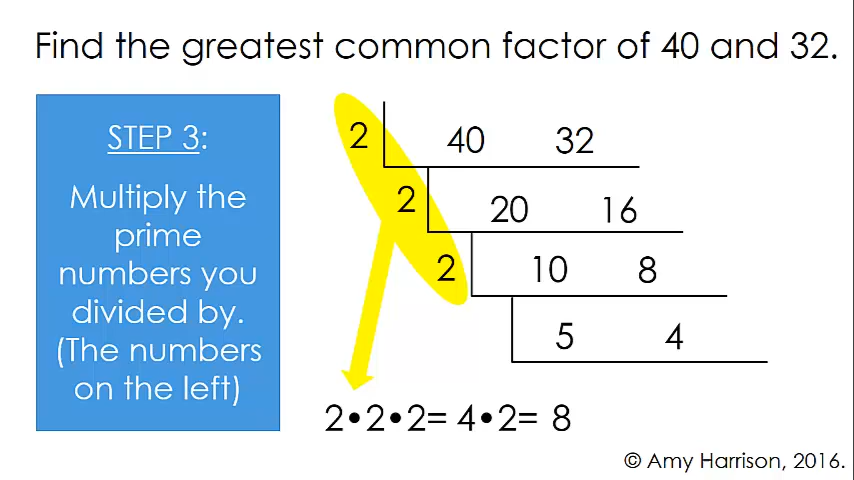 Find the greatest common factor of 40 and 32.
STEP 3:
Multiply the
prime
numbers you
divided by.
(The numbers
on the left)
2 40 32
2 20 16
2 10 8
5 4
2•2•2= 4•2= 8
© Amy Harrison, 2016.